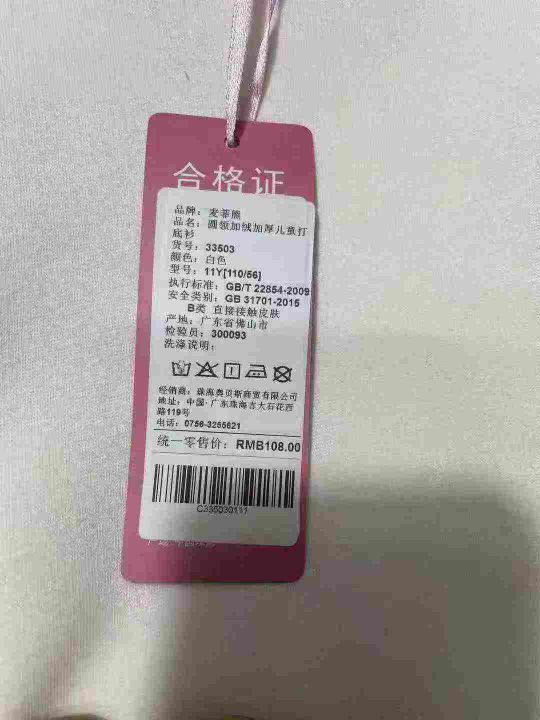 合格证
品牌：麦蒂熊
品名：圆领加绒加厚儿童打
底衫
货号：33503
颜色：白色
型号：11Y[110/56]
执行标准：GB/T 22854-2009
安全类别：GB 31701-2015
B类 直接接触皮肤
产地：广东省佛山市
检验员：300093
洗涤说明：
经销商：珠海奥贝斯商贸有限公司
地址：中国·广东珠海吉大石花西
路119号
电话：0756-3255621
统一零售价：RMB108.00
C335030111